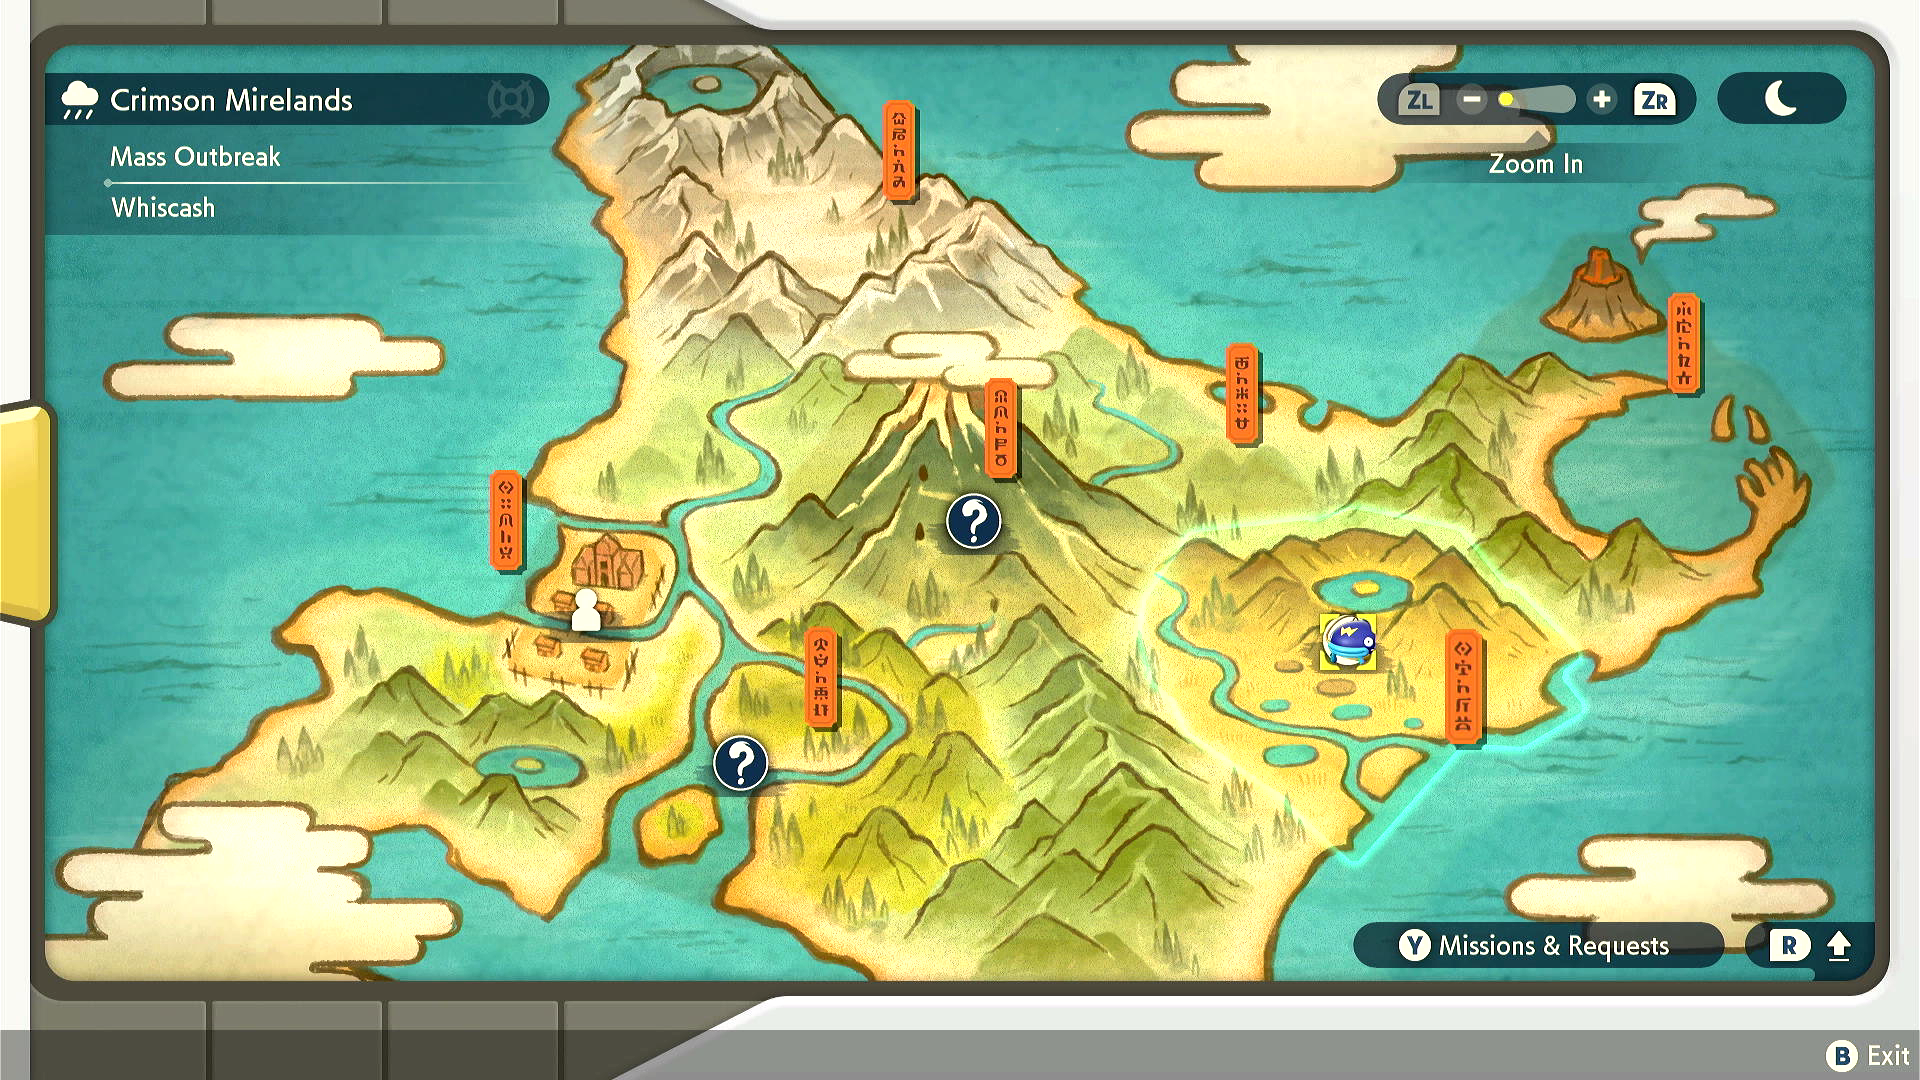 Crimson Mirelands
Mass Outbreak
Whiscash
ZL
ZR
Zoom In
Y Missions & Requests
R
B Exit